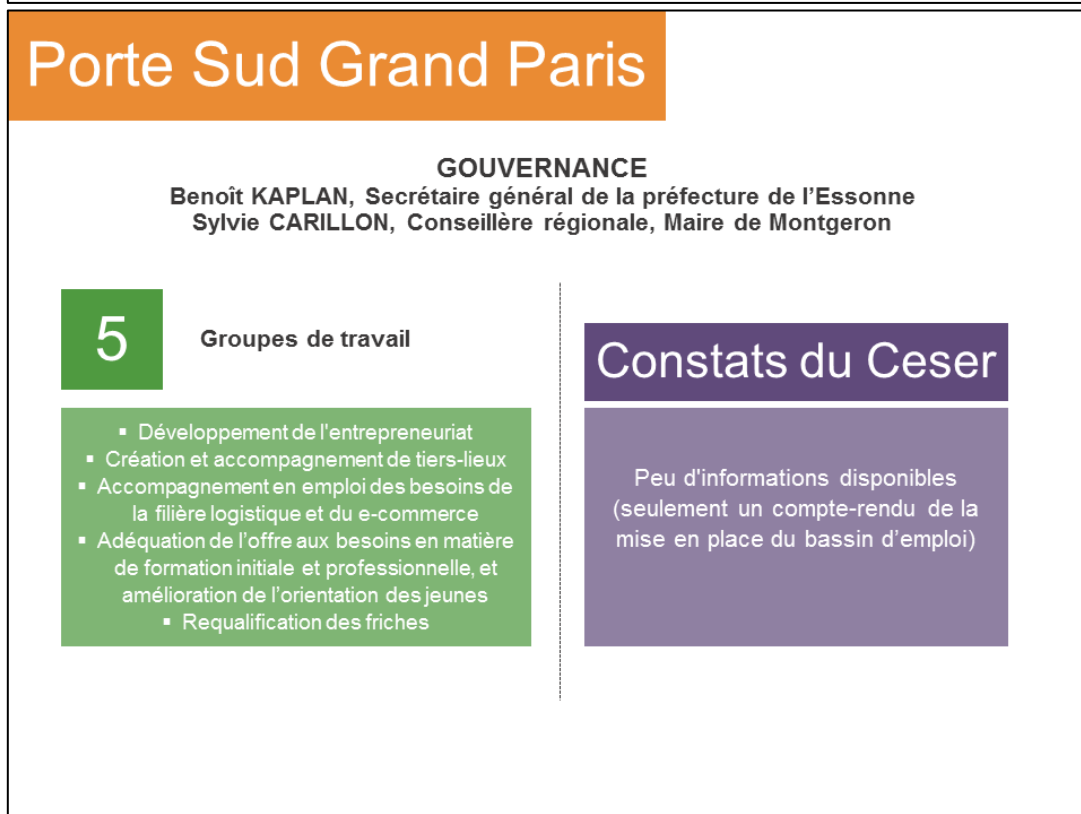 Porte Sud Grand Paris
GOUVERNANCE
Benoît KAPLAN, Secrétaire général de la préfecture de l’Essonne
Sylvie CARILLON, Conseillère régionale, Maire de Montgeron
5
Groupes de travail
▪ Développement de l'entrepreneuriat
▪ Création et accompagnement de tiers-lieux
▪ Accompagnement en emploi des besoins de
la filière logistique et du e-commerce
▪ Adéquation de l’offre aux besoins en matière
de formation initiale et professionnelle, et
amélioration de l’orientation des jeunes
▪ Requalification des friches
Constats du Ceser
Peu d'informations disponibles
(seulement un compte-rendu de la
mise en place du bassin d’emploi)